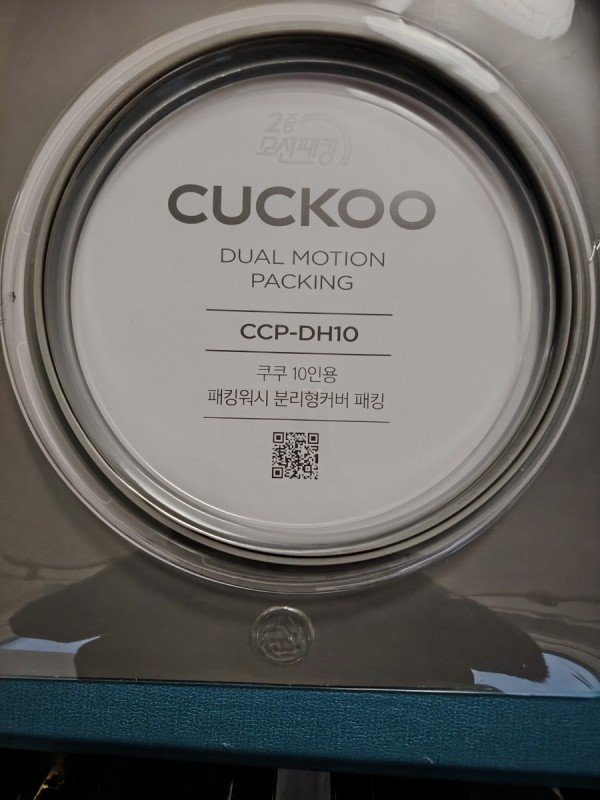 2중
모션패킹
CUCKOO
DUAL MOTION
PACKING
CCP-DH10
쿠쿠 10인용
패킹워시 분리형커버 패킹